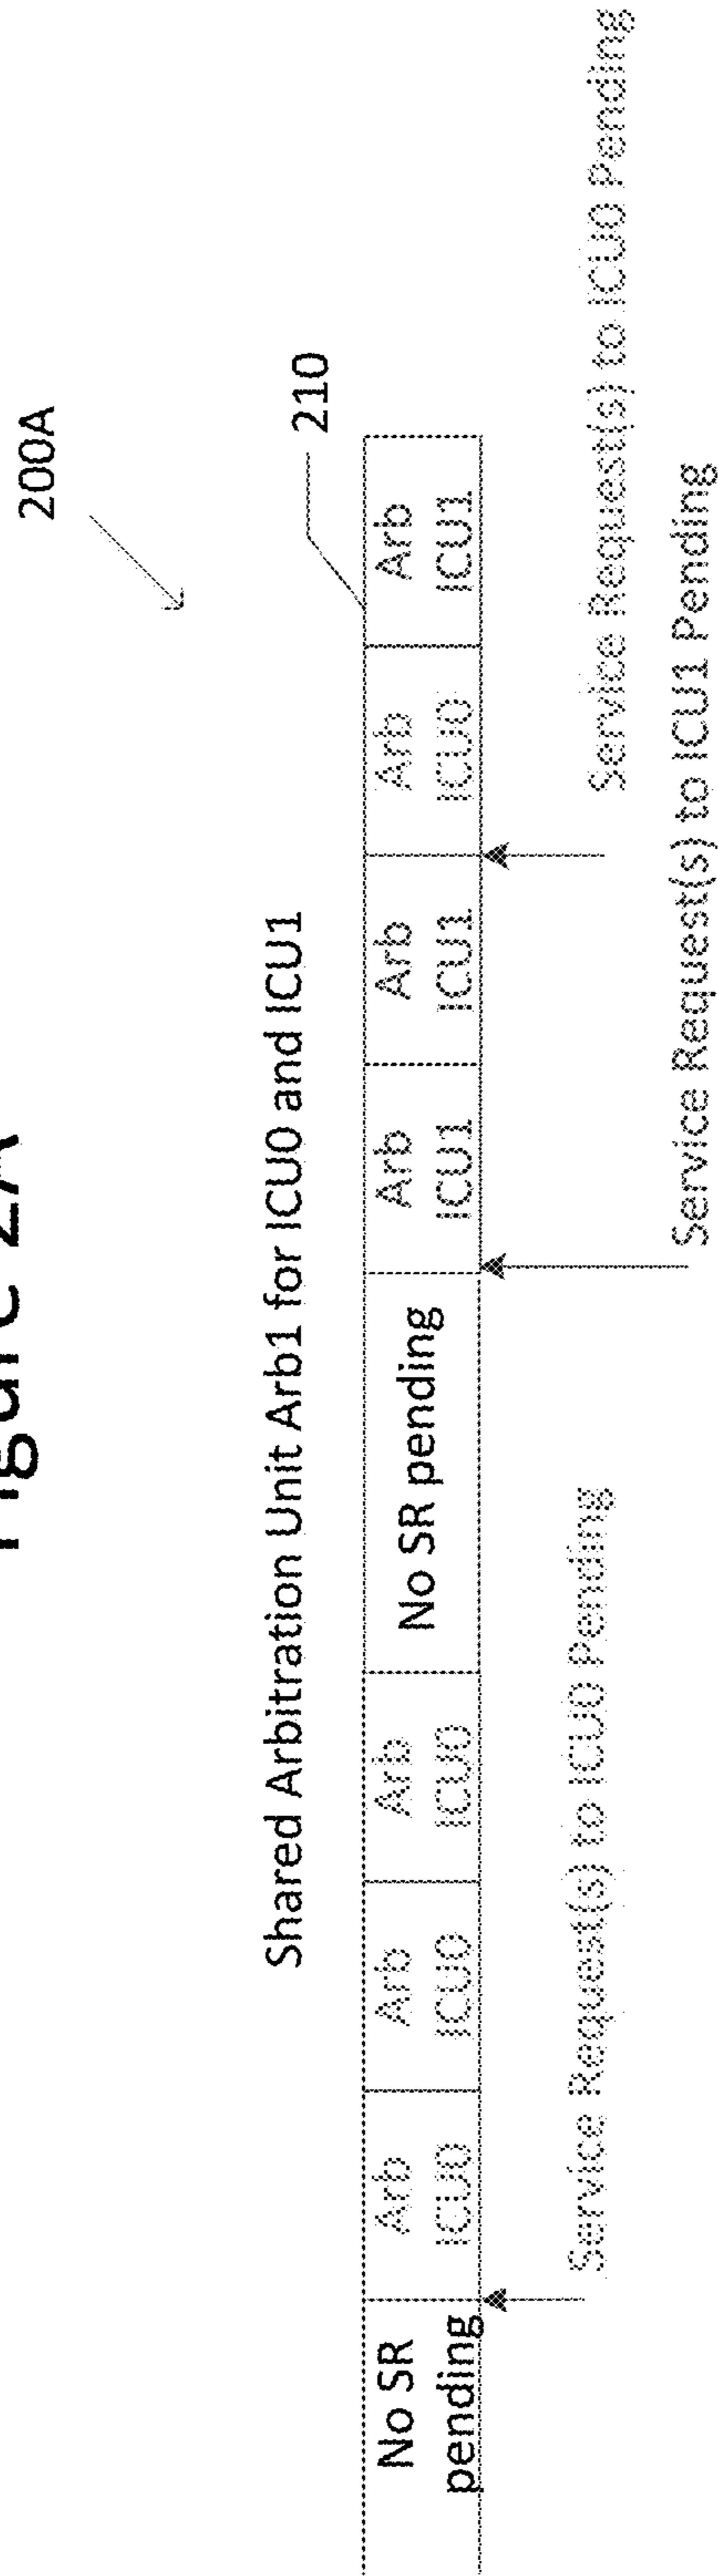 200A
Shared Arbitration Unit Arb1 for ICU0 and ICU1
210
No SR
pending
Arb
ICU0
Arb
ICU0
Arb
ICU0
No SR pending
Arb
ICU1
Arb
ICU1
Arb
ICU0
Arb
ICU1
Service Request(s) to ICU0 Pending
Service Request(s) to ICU0 Pending
Service Request(s) to ICU1 Pending